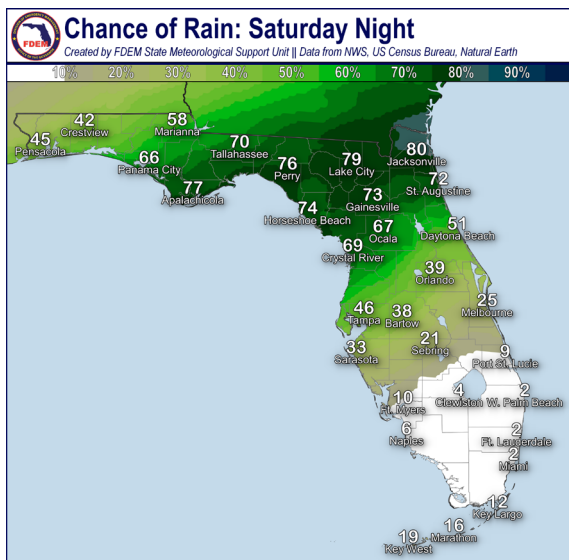 FDEM
Chance of Rain: Saturday Night
Created by FDEM State Meteorological Support Unit || Data from NWS, US Census Bureau, Natural Earth
10% 20% 30% 40% 50% 60% 70% 80% 90%
42
Crestview
58
Marianna
45
Pensacola
70
Tallahassee
79
Lake City
80
Jacksonville
66
Panama City
76
Perry
77
Apalachicola
72
St. Augustine
73
Gainesville
74
Horseshoe Beach
67
Ocala
51
Daytona Beach
69
Crystal River
39
Orlando
46
Tampa
38
Bartow
25
Melbourne
33
Sarasota
21
Sebring
9
Port St. Lucie
10
Ft. Myers
4
Clewiston
2
W. Palm Beach
6
Naples
2
Ft. Lauderdale
2
Miami
12
Key Largo
16
Marathon
19
Key West